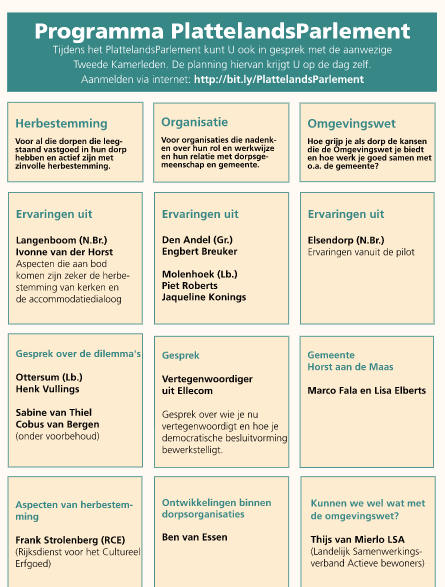 Programma PlattelandsParlement
Tijdens het PlattelandsParlement kunt U ook in gesprek met de aanwezige
Tweede Kamerleden. De planning hiervan krijgt U op de dag zelf.
Aanmelden via internet: http://bit.ly/PlattelandsParlement
Herbestemming
Voor al die dorpen die leeg-
staand vastgoed in hun dorp
hebben en actief zijn met
zinvolle herbestemming.
Organisatie
Voor organisaties die nadenk-
en over hun rol en werkwijze
en hun relatie met dorpsge-
meenschap en gemeente.
Omgevingswet
Hoe grijp je als dorp de kansen
die de Omgevingswet je biedt
en hoe werk je goed samen met
o.a. de gemeente?
Ervaringen uit
Langenboom (N.Br.)
Ivonne van der Horst
Aspecten die aan bod
komen zijn zeker de herbe-
stemming van kerken en
de accommodatiedialoog
Ervaringen uit
Den Andel (Gr.)
Engbert Breuker
Molenhoek (Lb.)
Piet Roberts
Jaqueline Konings
Ervaringen uit
Elsendorp (N.Br.)
Ervaringen vanuit de pilot
Gesprek over de dilemma's
Ottersum (Lb.)
Henk Vullings
Sabine van Thiel
Cobus van Bergen
(onder voorbehoud)
Gesprek
Vertegenwoordiger
uit Ellecom
Gesprek over wie je nu
vertegenwoordigt en hoe je
democratische besluitvorming
bewerkstelligt.
Gemeente
Horst aan de Maas
Marco Fala en Lisa Elberts
Aspecten van herbestem-
ming
Frank Strolenberg (RCE)
(Rijksdienst voor het Cultureel
Erfgoed)
Ontwikkelingen binnen
dorpsorganisaties
Ben van Essen
Kunnen we wel wat met
de omgevingswet?
Thijs van Mierlo LSA
(Landelijk Samenwerkings-
verband Actieve bewoners)